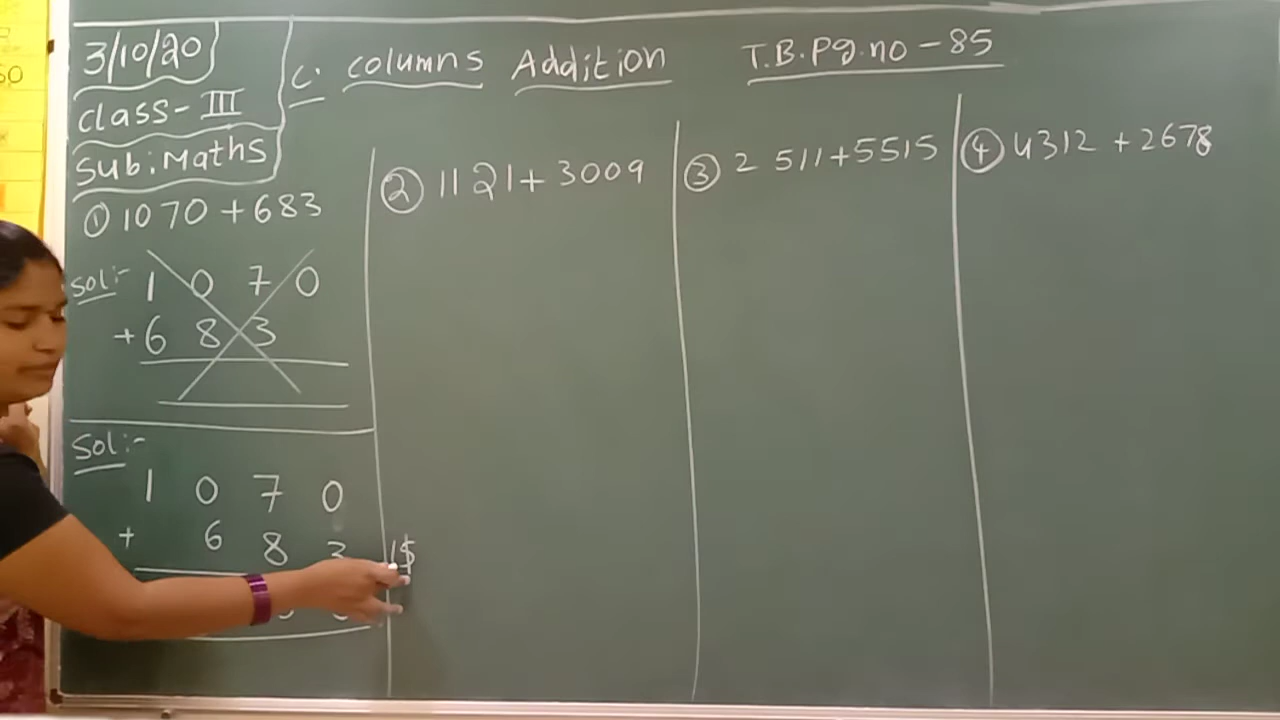 3/10/20
Class- III
Sub: Maths
C. Columns Addition T.B.Pg.no - 85
① 1070 + 683
Sol:- 1 0 7 0
+ 6 8 3
Sol:-
1 0 7 0
+ 6 8 3
② 1121 + 3009
③ 2511 + 5515
④ 4312 + 2678